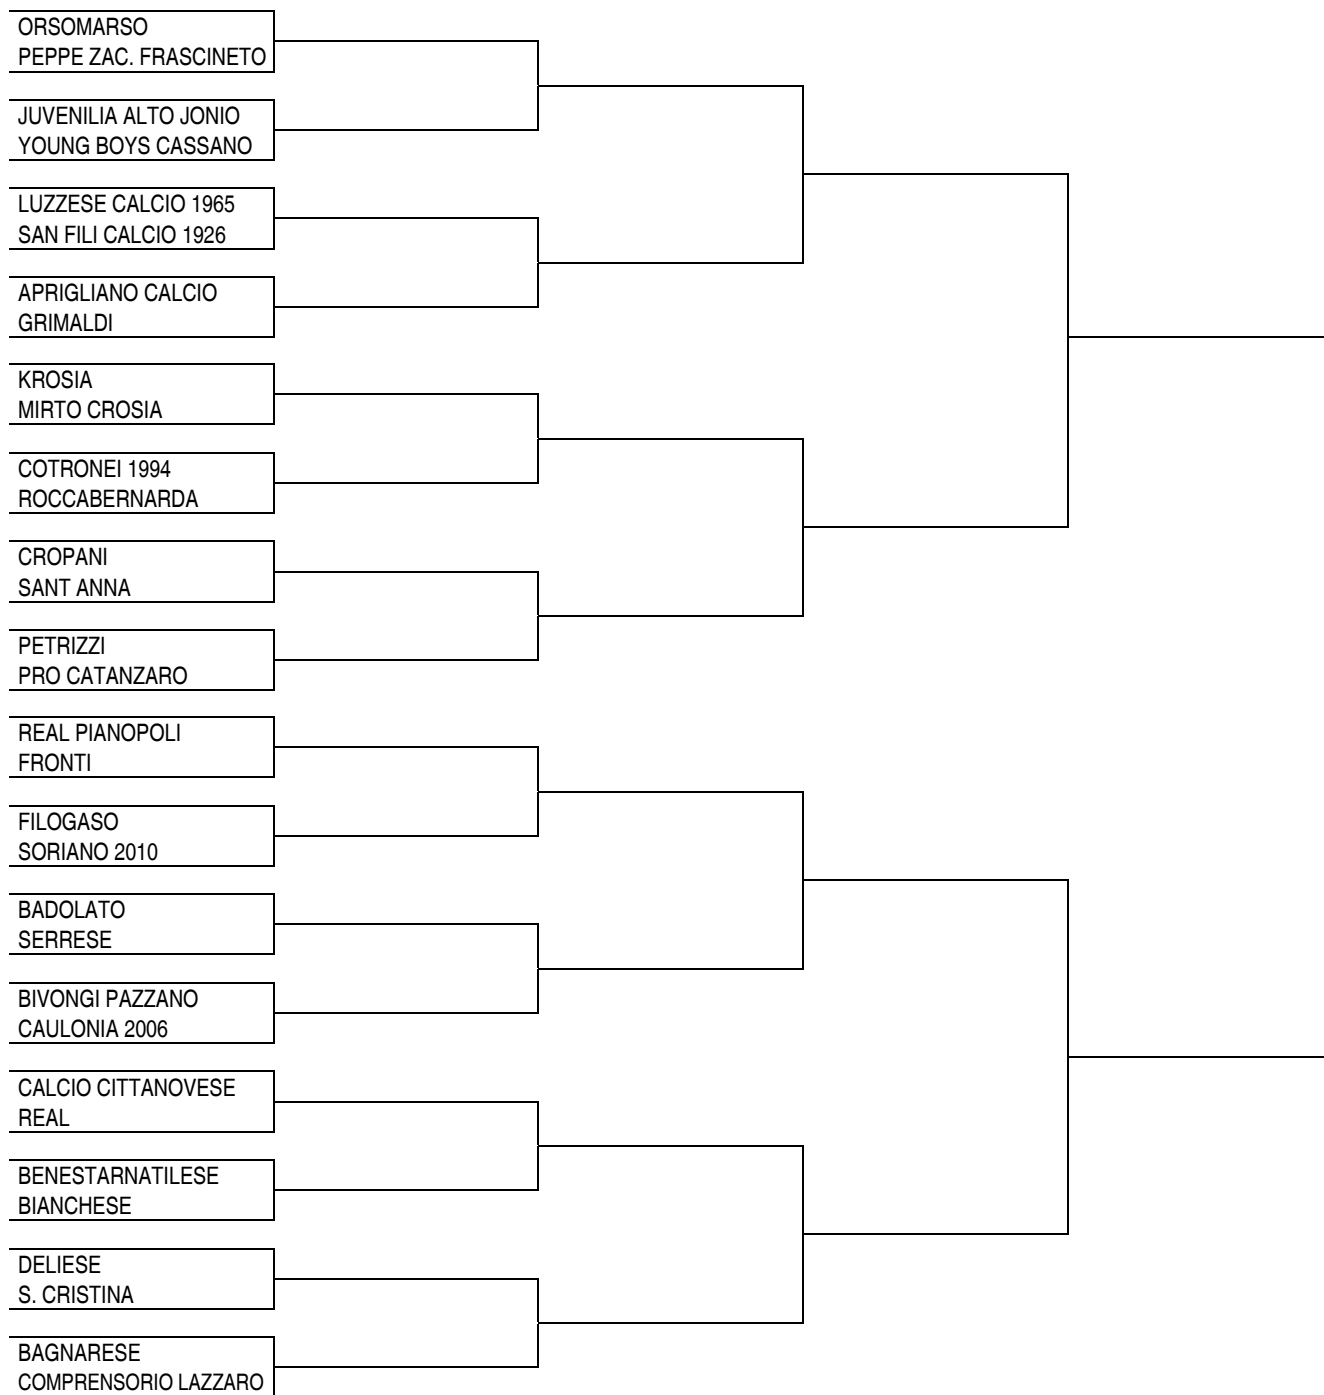 ORSOMARSO
PEPPE ZAC. FRASCINETO
JUVENILIA ALTO JONIO
YOUNG BOYS CASSANO
LUZZESE CALCIO 1965
SAN FILI CALCIO 1926
APRIGLIANO CALCIO
GRIMALDI
KROSIA
MIRTO CROSIA
COTRONEI 1994
ROCCABERNARDA
CROPANI
SANT ANNA
PETRIZZI
PRO CATANZARO
REAL PIANOPOLI
FRONTI
FILOGASO
SORIANO 2010
BADOLATO
SERRESE
BIVONGI PAZZANO
CAULONIA 2006
CALCIO CITTANOVESE
REAL
BENESTARNATILESE
BIANCHESE
DELIESE
S. CRISTINA
BAGNARESE
COMPRENSORIO LAZZARO